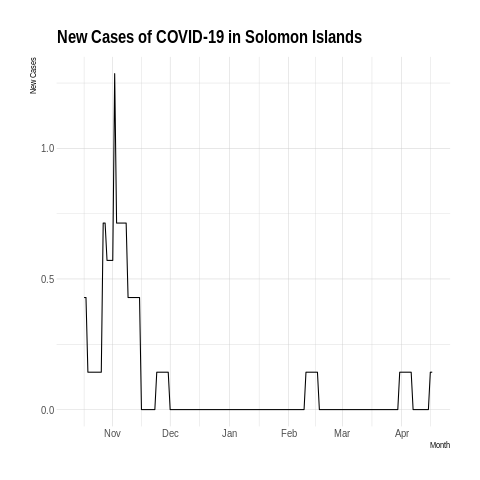 New Cases of COVID-19 in Solomon Islands
New Cases
1.0
0.5
0.0
Nov Dec Jan Feb Mar Apr
Month